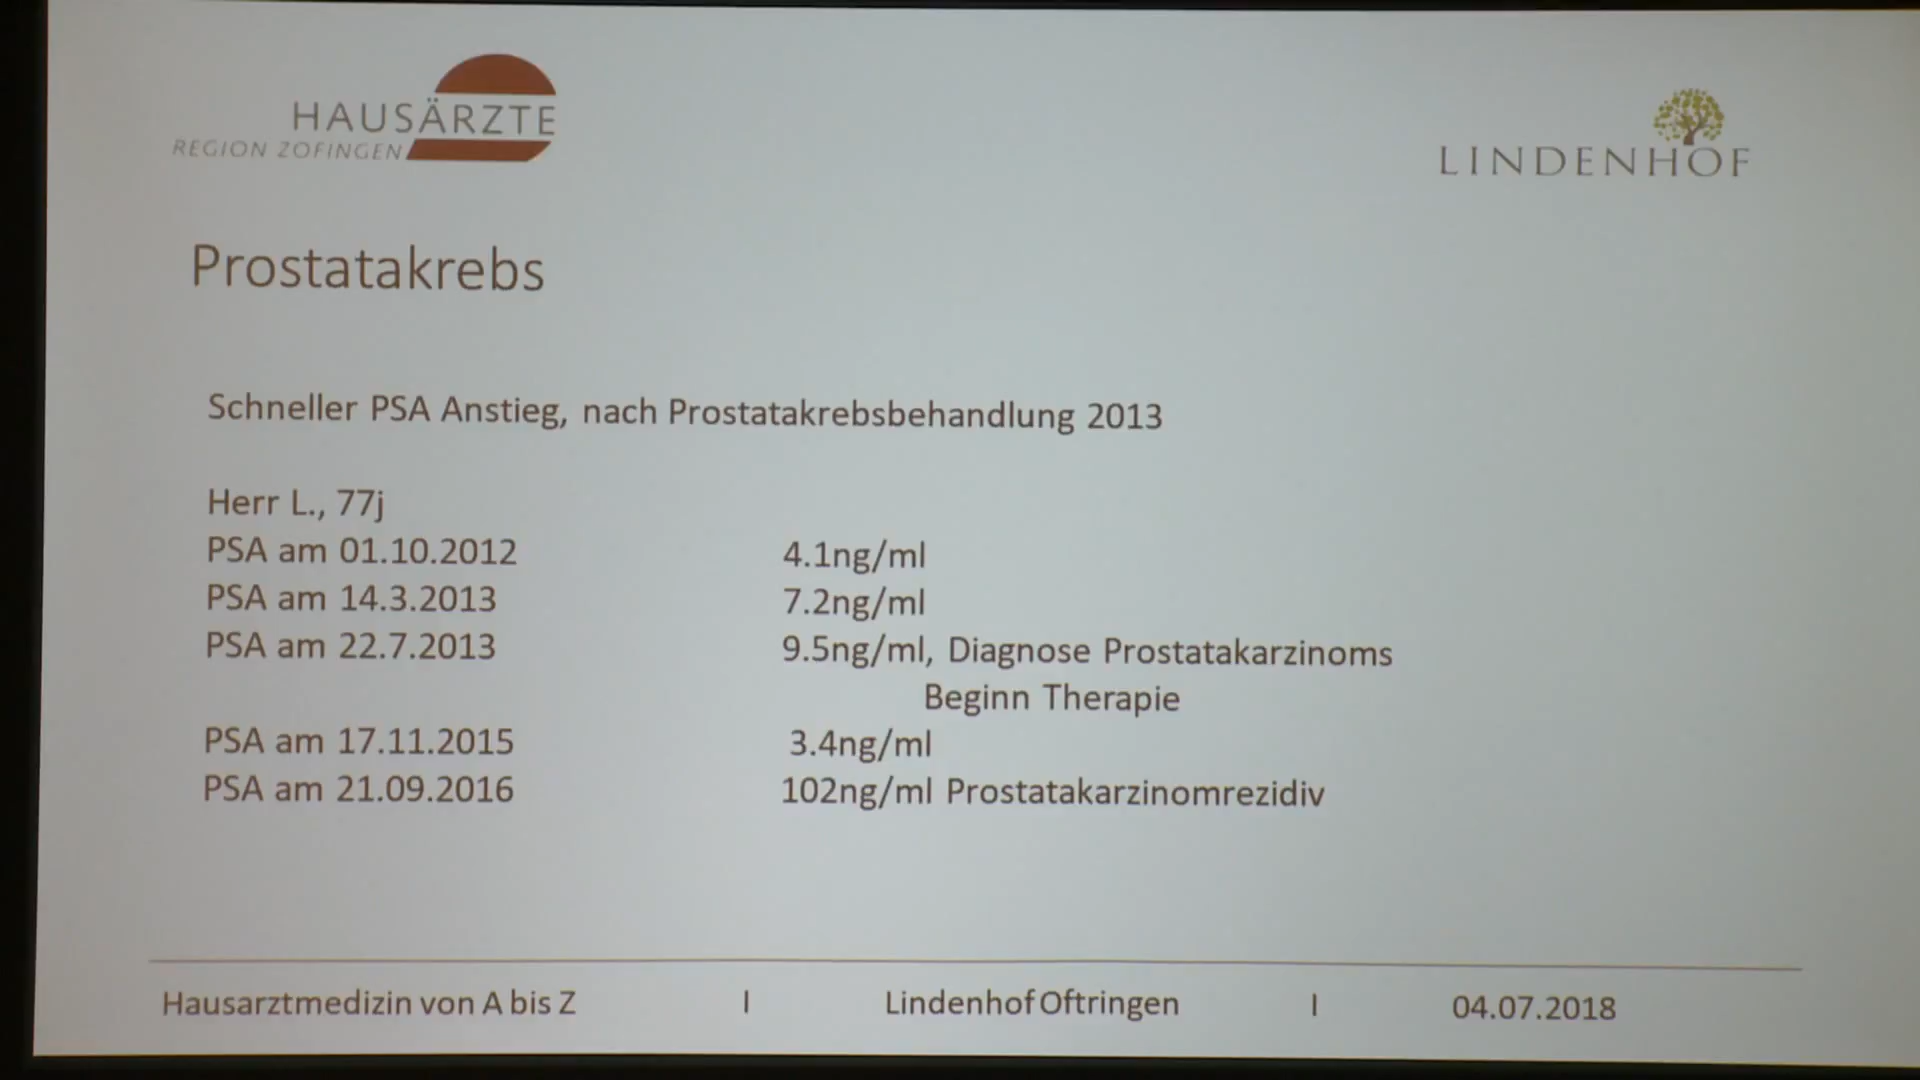 HAUSÄRZTE
REGION ZOFINGEN
LINDENHOF
Prostatakrebs
Schneller PSA Anstieg, nach Prostatakrebsbehandlung 2013
Herr L., 77j
PSA am 01.10.2012 4.1ng/ml
PSA am 14.3.2013 7.2ng/ml
PSA am 22.7.2013 9.5ng/ml, Diagnose Prostatakarzinoms
Beginn Therapie
PSA am 17.11.2015 3.4ng/ml
PSA am 21.09.2016 102ng/ml Prostatakarzinomrezidiv
Hausarztmedizin von A bis Z I Lindenhof Oftringen I 04.07.2018